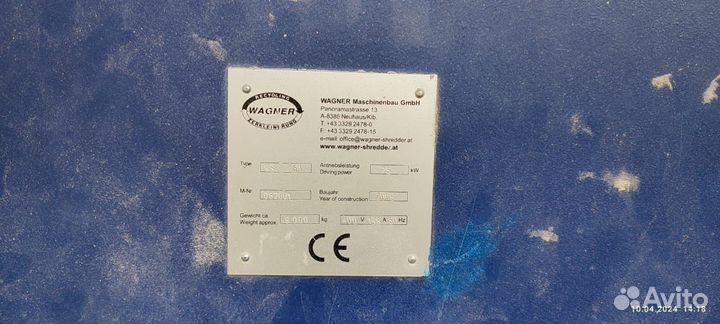 RECYCLING
WAGNER
ZERKLEINERUNG
WAGNER Maschinenbau GmbH
Panoramastrasse 13
A-8385 Neuhaus/Klb
T: +43 3329 2478-0
F: +43 3329 2478-15
e-mail: office@wagner-shredder.at
www.wagner-shredder.at
Type
Antriebsleistung
Driving power
kW
M-Nr
Baujahr
Year of construction
Gewicht ca.
Weight approx.
kg
V
A
Hz
CE
Avito
10.04.2024 14:18